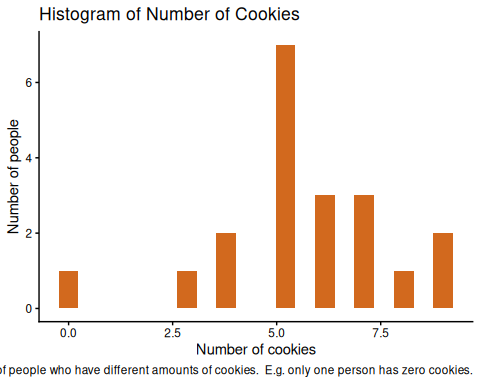 Histogram of Number of Cookies
6
4
2
0
Number of people
0.0 2.5 5.0 7.5
Number of cookies
of people who have different amounts of cookies. E.g. only one person has zero cookies.